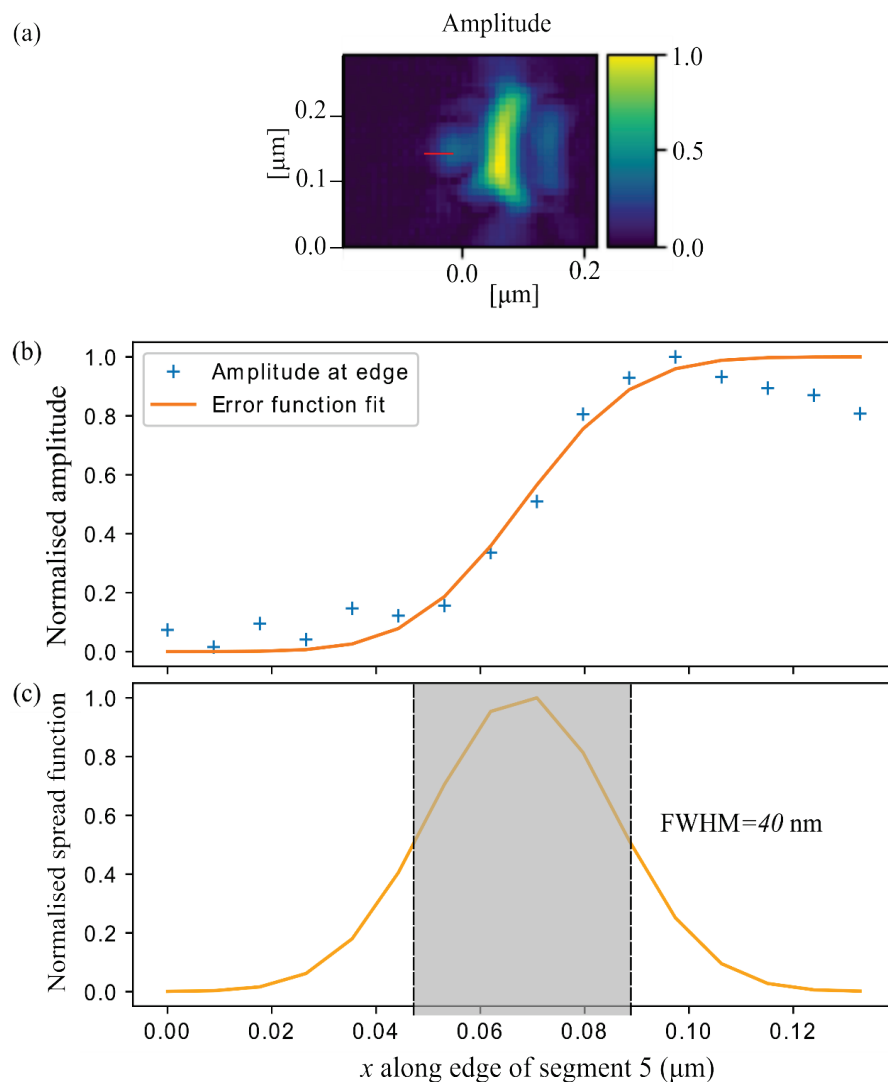 (a)
Amplitude
0.2
0.1
0.0
[μm]
0.0
0.2
[μm]
1.0
0.5
0.0
(b)
1.0
0.8
0.6
0.4
0.2
0.0
Normalised amplitude
Amplitude at edge
Error function fit
(c)
1.0
0.8
0.6
0.4
0.2
0.0
Normalised spread function
FWHM=40 nm
0.00 0.02 0.04 0.06 0.08 0.10 0.12
x along edge of segment 5 (μm)